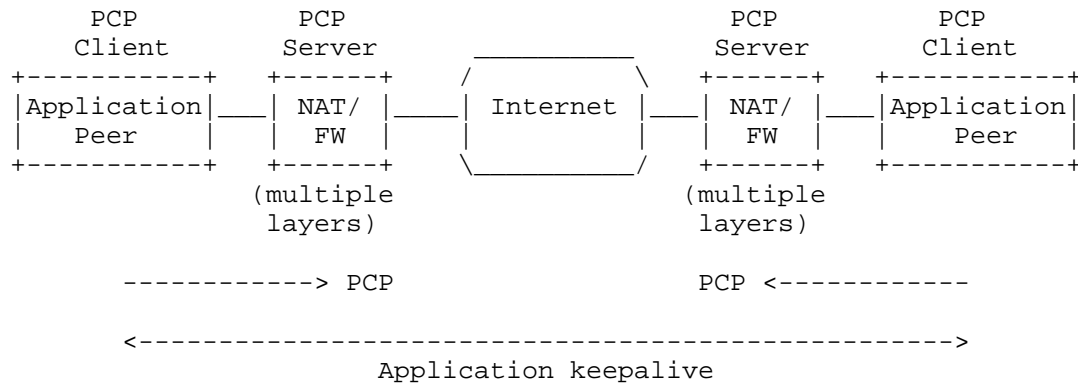 PCP PCP PCP PCP
Client Server Server Client
Application NAT/ Internet NAT/ Application
Peer FW FW Peer
(multiple (multiple
layers) layers)
------------> PCP PCP <------------
<---------------------------------------------------->
Application keepalive